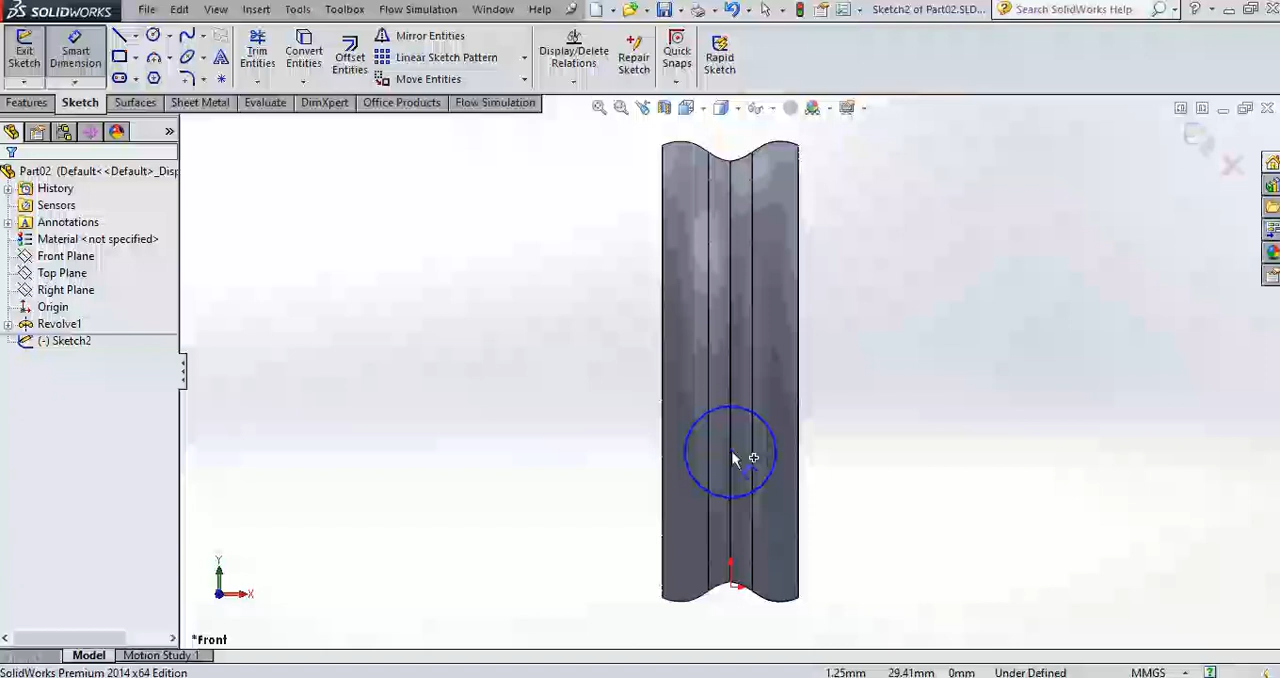 SOLIDWORKS File Edit View Insert Tools Toolbox Flow Simulation Window Help Sketch2 of Part02.SLD... Search SolidWorks Help
Exit Sketch Smart Dimension Trim Entities Convert Entities Offset Entities Mirror Entities Linear Sketch Pattern Move Entities Display/Delete Relations Repair Sketch Quick Snaps Rapid Sketch
Features Sketch Surfaces Sheet Metal Evaluate DimXpert Office Products Flow Simulation
Part02 (Default<<Default>_Disp
History
Sensors
Annotations
Material <not specified>
Front Plane
Top Plane
Right Plane
Origin
Revolve1
(-) Sketch2
Y
X
*Front
Model Motion Study 1
SolidWorks Premium 2014 x64 Edition 1.25mm 29.41mm 0mm Under Defined MMGS